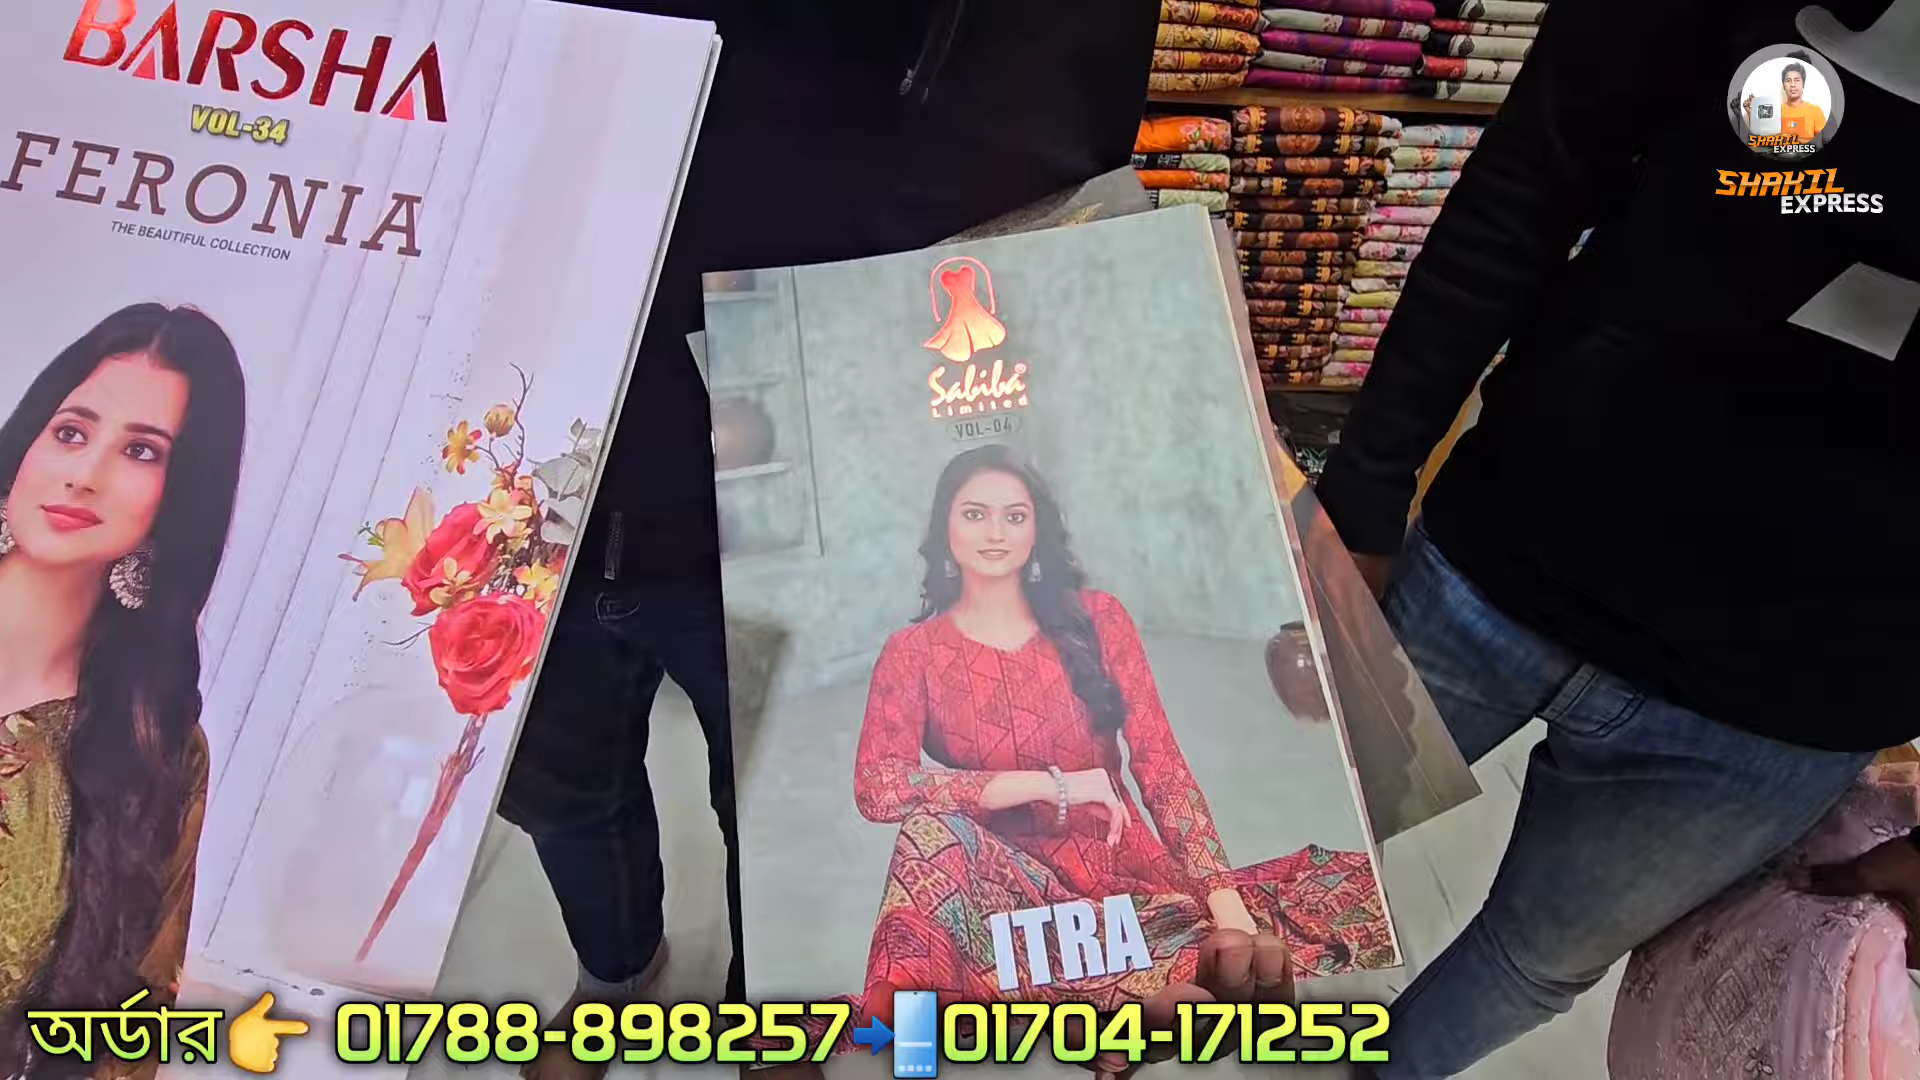 BARSHA
VOL-34
FERONIA
THE BEAUTIFUL COLLECTION
Sabiba
Limited
VOL-04
ITRA
SHAKIL
EXPRESS
SHAKIL
EXPRESS
অর্ডার👉 01788-898257📲01704-171252